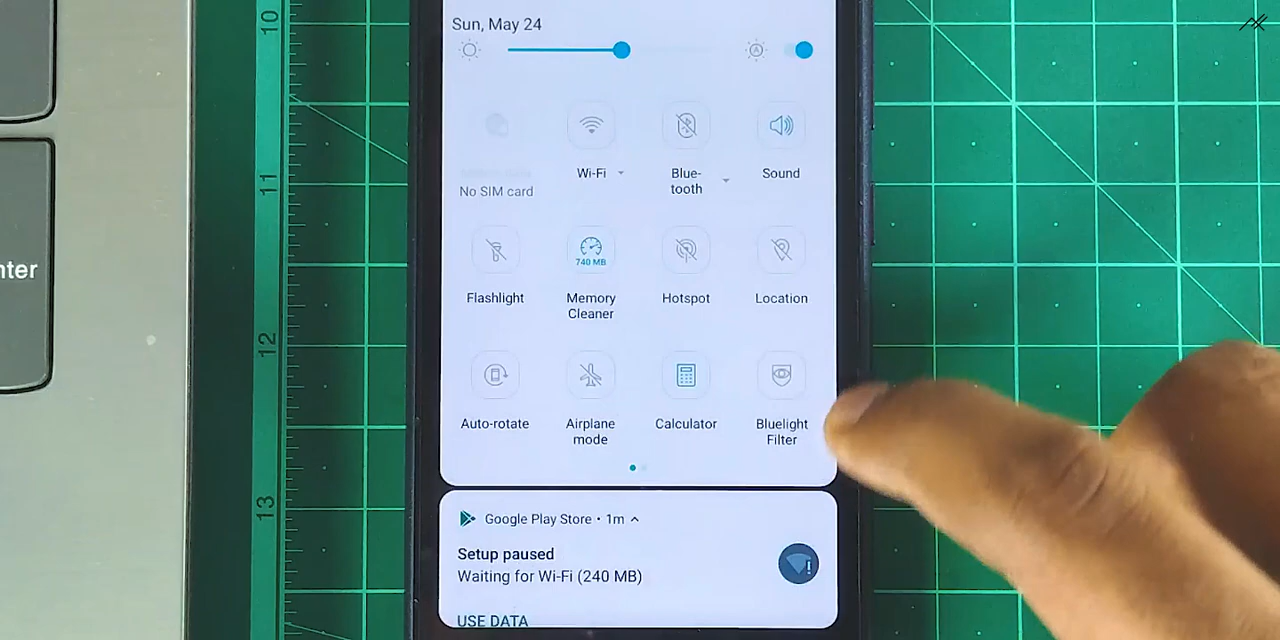 10
Sun, May 24
11
Wi-Fi
Blue-
tooth
Sound
No SIM card
740 MB
Flashlight
Memory
Cleaner
Hotspot
Location
12
Auto-rotate
Airplane
mode
Calculator
Bluelight
Filter
nter
13
Google Play Store • 1m
Setup paused
Waiting for Wi-Fi (240 MB)
USE DATA